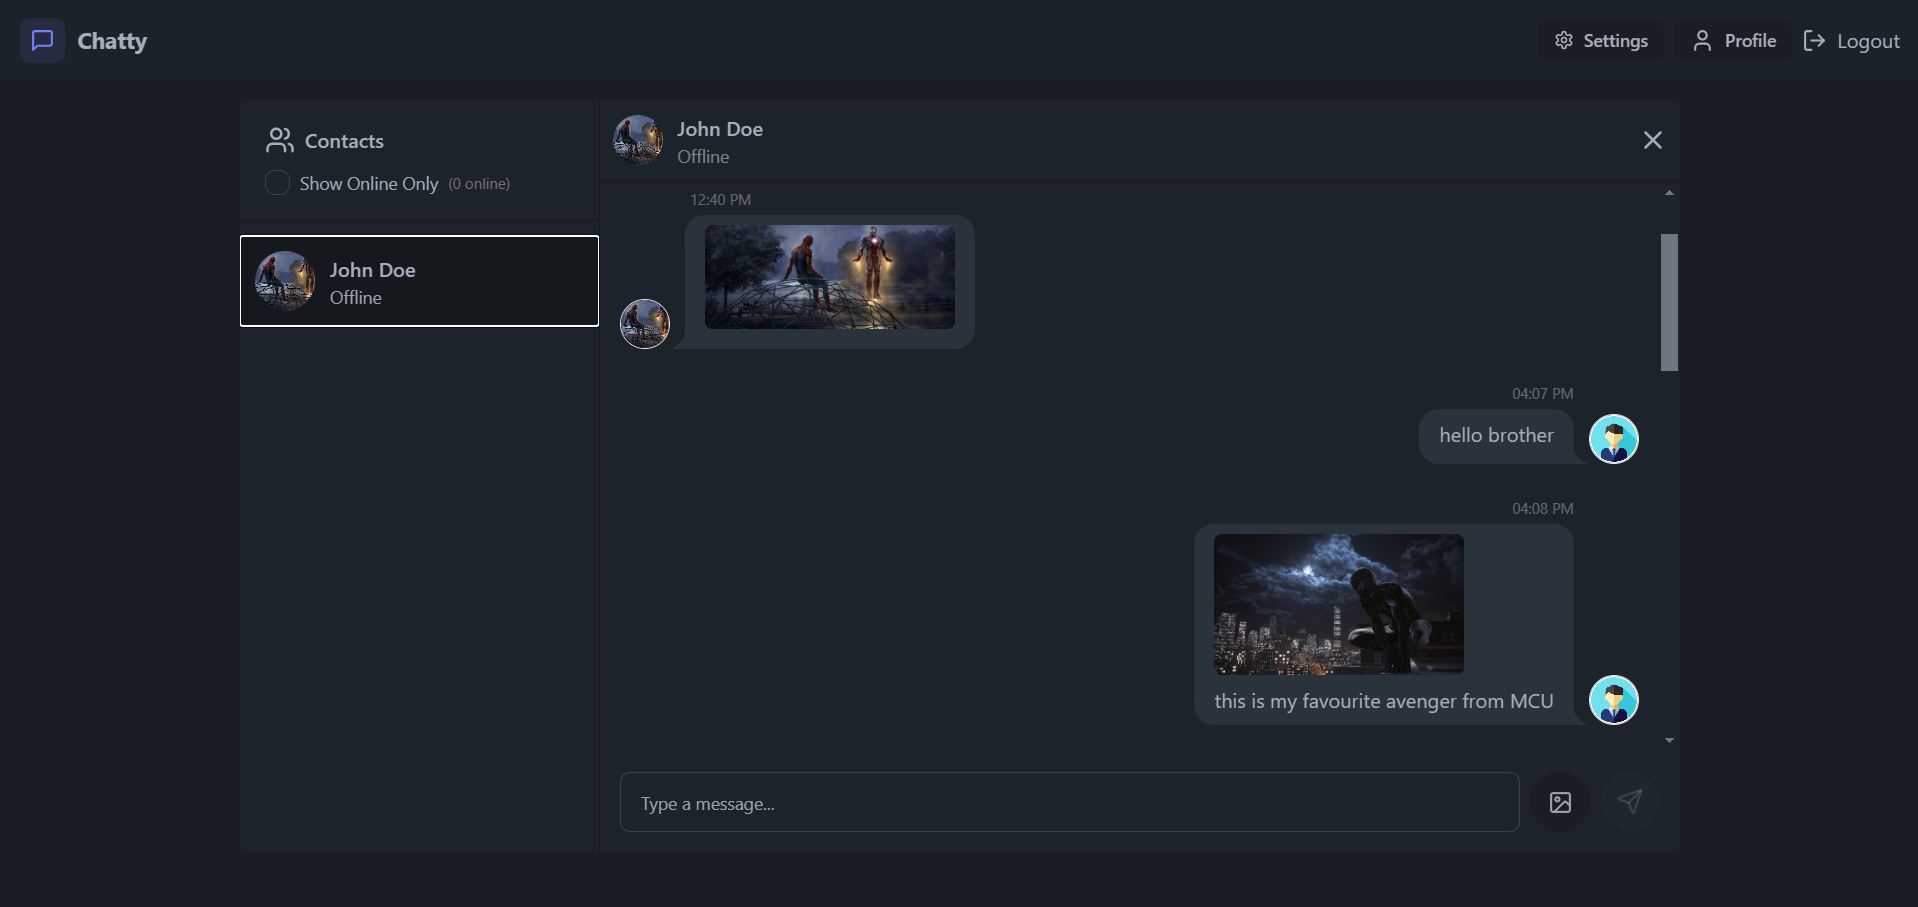 Chatty
Settings
Profile
Logout
Contacts
Show Online Only (0 online)
John Doe
Offline
John Doe
Offline
12:40 PM
04:07 PM
hello brother
04:08 PM
this is my favourite avenger from MCU
Type a message...